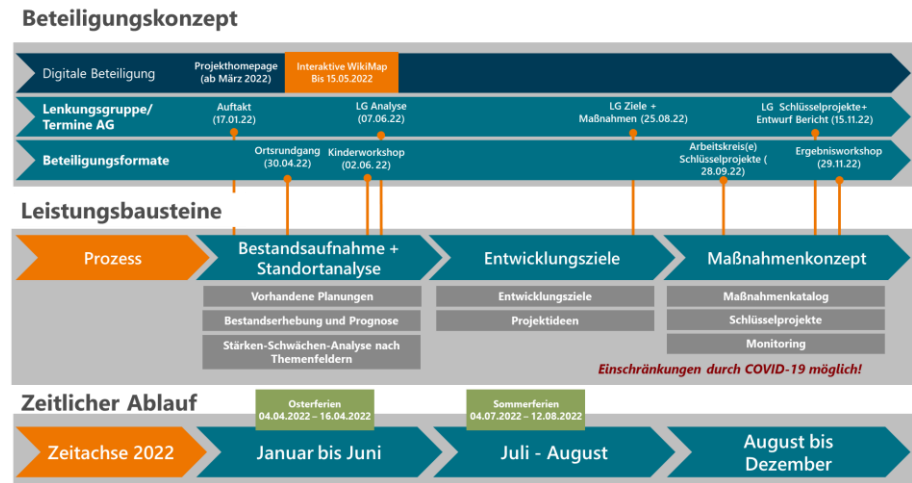 Beteiligungskonzept
Digitale Beteiligung
Projekthomepage
(ab März 2022)
Interaktive WikiMap
Bis 15.05.2022
Lenkungsgruppe/
Termine AG
Auftakt
(17.01.22)
LG Analyse
(07.06.22)
LG Ziele +
Maßnahmen (25.08.22)
LG Schlüsselprojekte+
Entwurf Bericht (15.11.22)
Beteiligungsformate
Ortsrundgang
(30.04.22)
Kinderworkshop
(02.06. 22)
Arbeitskreis(e)
Schlüsselprojekte (
28.09.22)
Ergebnisworkshop
(29.11.22)
Leistungsbausteine
Prozess
Bestandsaufnahme +
Standortanalyse
Entwicklungsziele
Maßnahmenkonzept
Vorhandene Planungen
Bestandserhebung und Prognose
Stärken-Schwächen-Analyse nach
Themenfeldern
Entwicklungsziele
Projektideen
Maßnahmenkatalog
Schlüsselprojekte
Monitoring
Einschränkungen durch COVID-19 möglich!
Zeitlicher Ablauf
Osterferien
04.04.2022 – 16.04.2022
Sommerferien
04.07.2022 – 12.08.2022
Zeitachse 2022
Januar bis Juni
Juli - August
August bis
Dezember